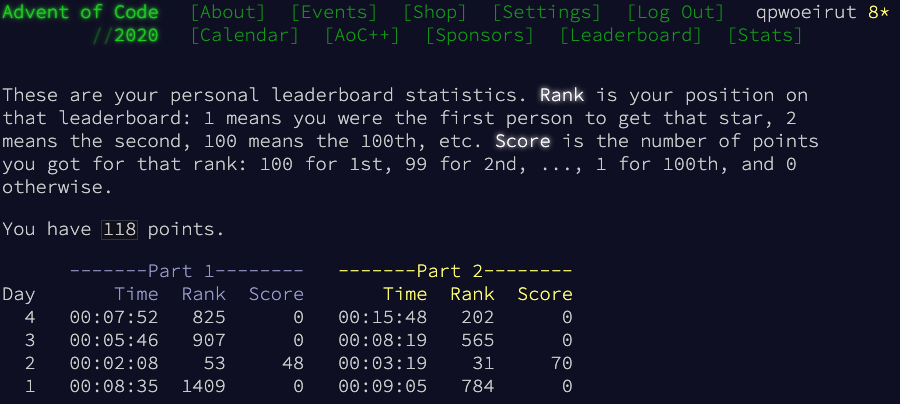 Advent of Code [About] [Events] [Shop] [Settings] [Log Out] qpwoeirut 8*
//2020 [Calendar] [AoC++] [Sponsors] [Leaderboard] [Stats]
These are your personal leaderboard statistics. Rank is your position on
that leaderboard: 1 means you were the first person to get that star, 2
means the second, 100 means the 100th, etc. Score is the number of points
you got for that rank: 100 for 1st, 99 for 2nd, ..., 1 for 100th, and 0
otherwise.
You have 118 points.
-------Part 1-------- -------Part 2--------
Day Time Rank Score Time Rank Score
4 00:07:52 825 0 00:15:48 202 0
3 00:05:46 907 0 00:08:19 565 0
2 00:02:08 53 48 00:03:19 31 70
1 00:08:35 1409 0 00:09:05 784 0